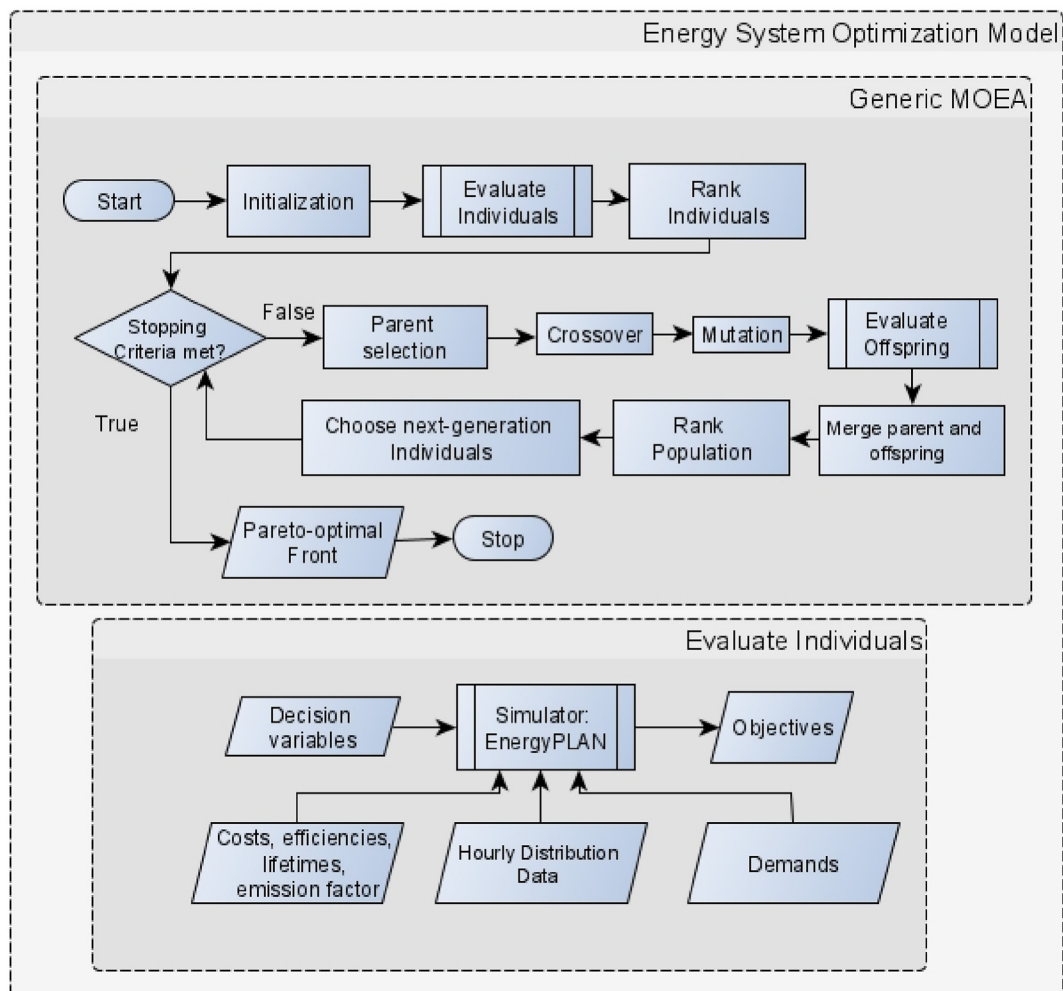 Energy System Optimization Model
Generic MOEA
Start
Initialization
Evaluate
Individuals
Rank
Individuals
Stopping
Criteria met?
False
Parent
selection
Crossover
Mutation
Evaluate
Offspring
True
Choose next-generation
Individuals
Rank
Population
Merge parent and
offspring
Pareto-optimal
Front
Stop
Evaluate Individuals
Decision
variables
Simulator:
EnergyPLAN
Objectives
Costs, efficiencies,
lifetimes,
emission factor
Hourly Distribution
Data
Demands